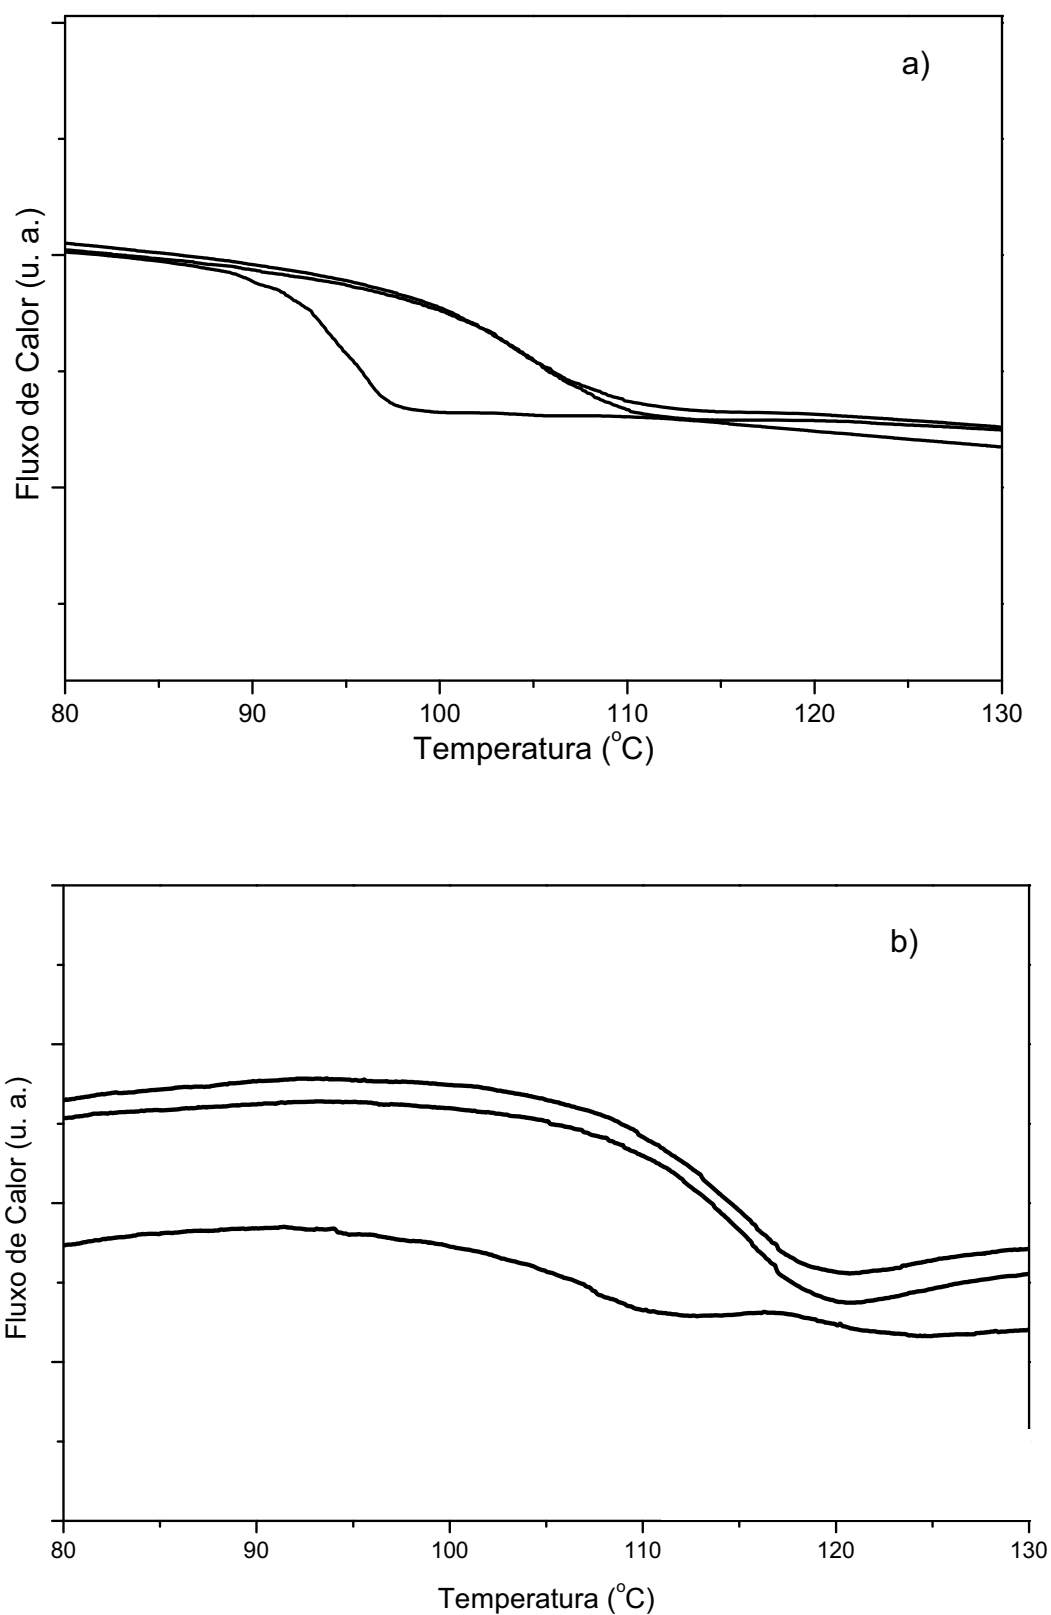 a)
Fluxo de Calor (u. a.)
80 90 100 110 120 130
Temperatura (°C)
b)
Fluxo de Calor (u. a.)
80 90 100 110 120 130
Temperatura (°C)